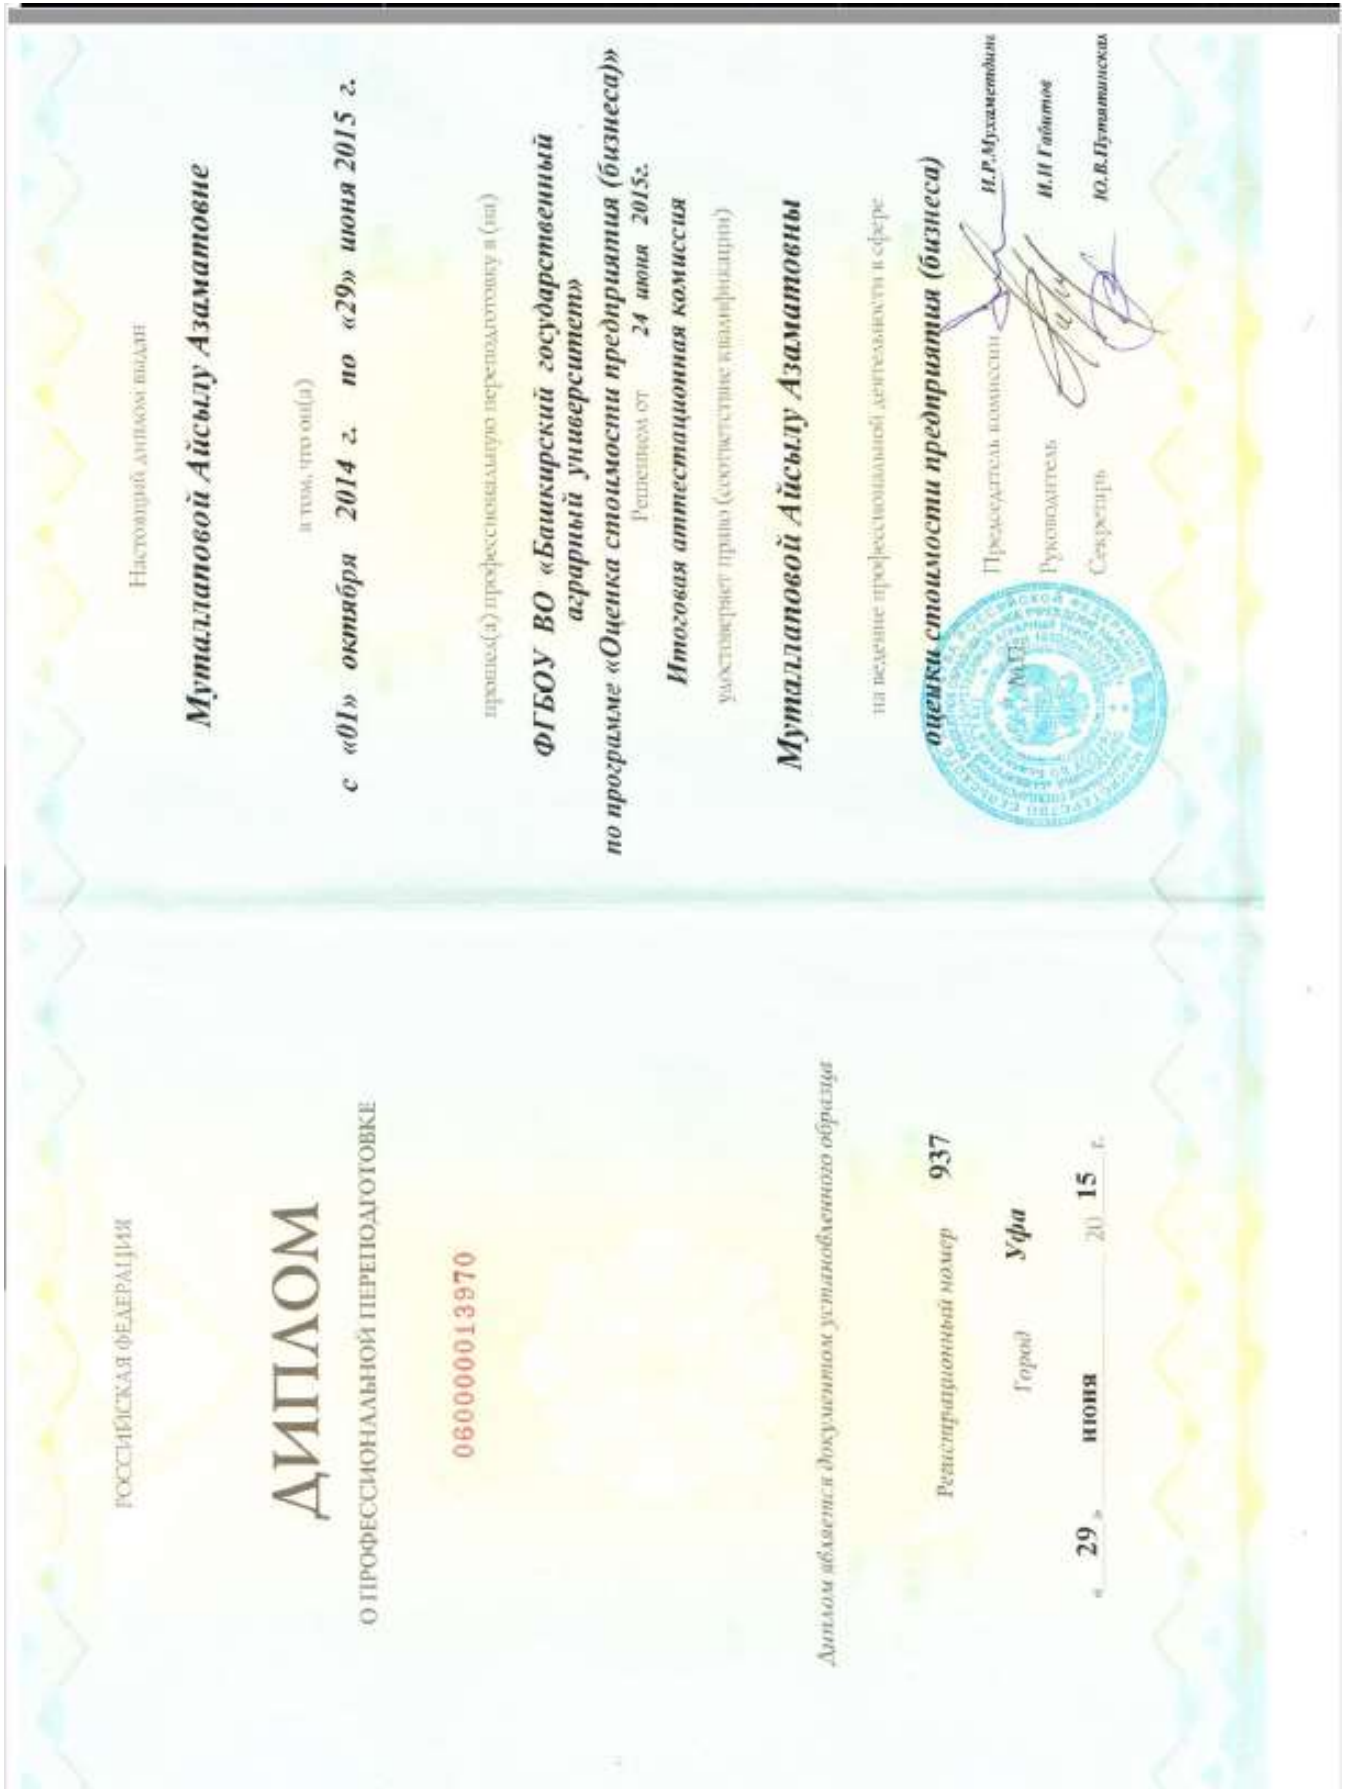 РОССИЙСКАЯ ФЕДЕРАЦИЯ
ДИПЛОМ
О ПРОФЕССИОНАЛЬНОЙ ПЕРЕПОДГОТОВКЕ
060000013970
Диплом является документом установленного образца
Регистрационный номер 937
Город Уфа
« 29 » июня 20 15 г.
Настоящий диплом выдан
Муталлаповой Айсылу Азаматовне
в том, что он(а)
с «01» октября 2014 г. по «29» июня 2015 г.
прошел(а) профессиональную переподготовку в (на)
ФГБОУ ВО «Башкирский государственный
аграрный университет»
по программе «Оценка стоимости предприятия (бизнеса)»
Решением от 24 июня 2015г.
Итоговая аттестационная комиссия
удостоверяет право (соответствие квалификации)
Муталлаповой Айсылу Азаматовны
на ведение профессиональной деятельности в сфере
оценки стоимости предприятия (бизнеса)
Председатель комиссии И.Р.Мухаметдин
М.П. Руководитель И.И Габитов
Секретарь Ю.В.Путятинская